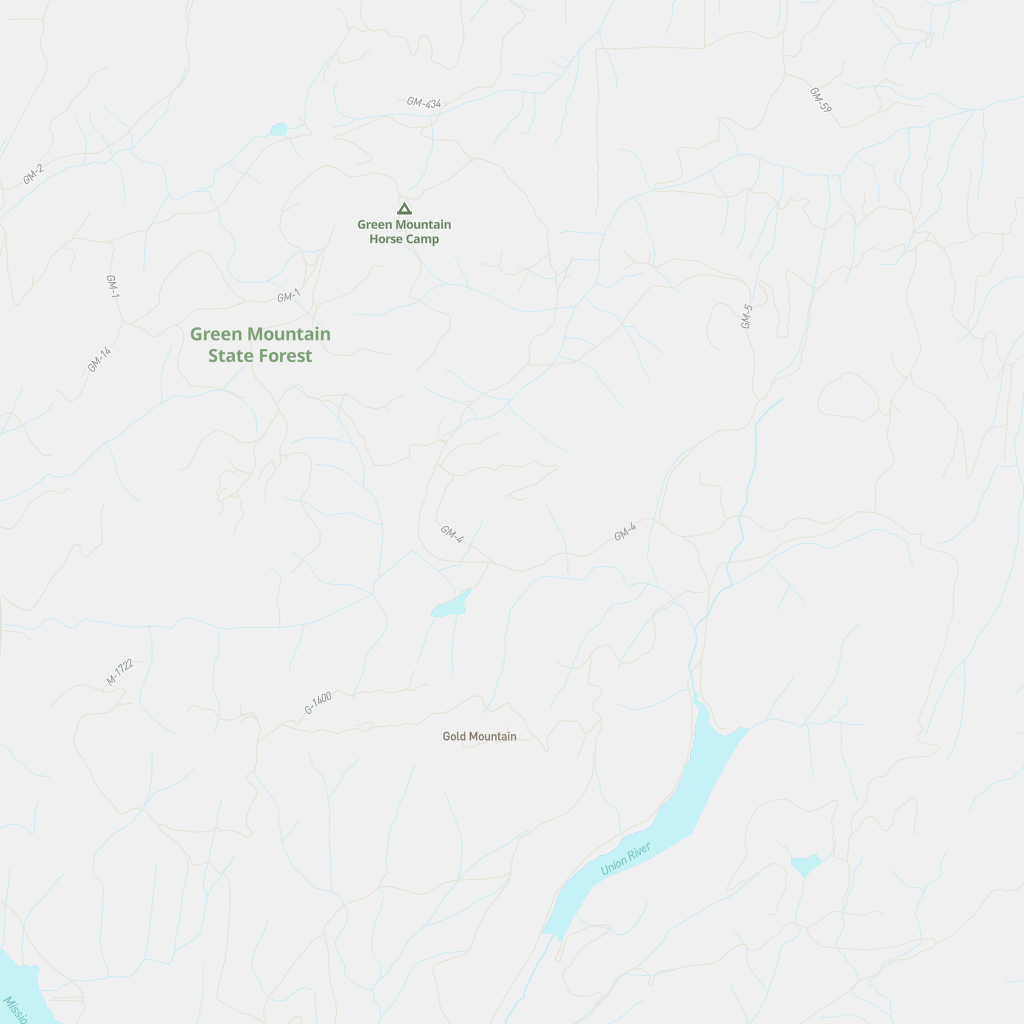 GM-434
GM-59
GM-2
Green Mountain
Horse Camp
GM-1
GM-1
GM-5
Green Mountain
State Forest
GM-14
GM-4
GM-4
M-1722
G-1400
Gold Mountain
Union River
Missio